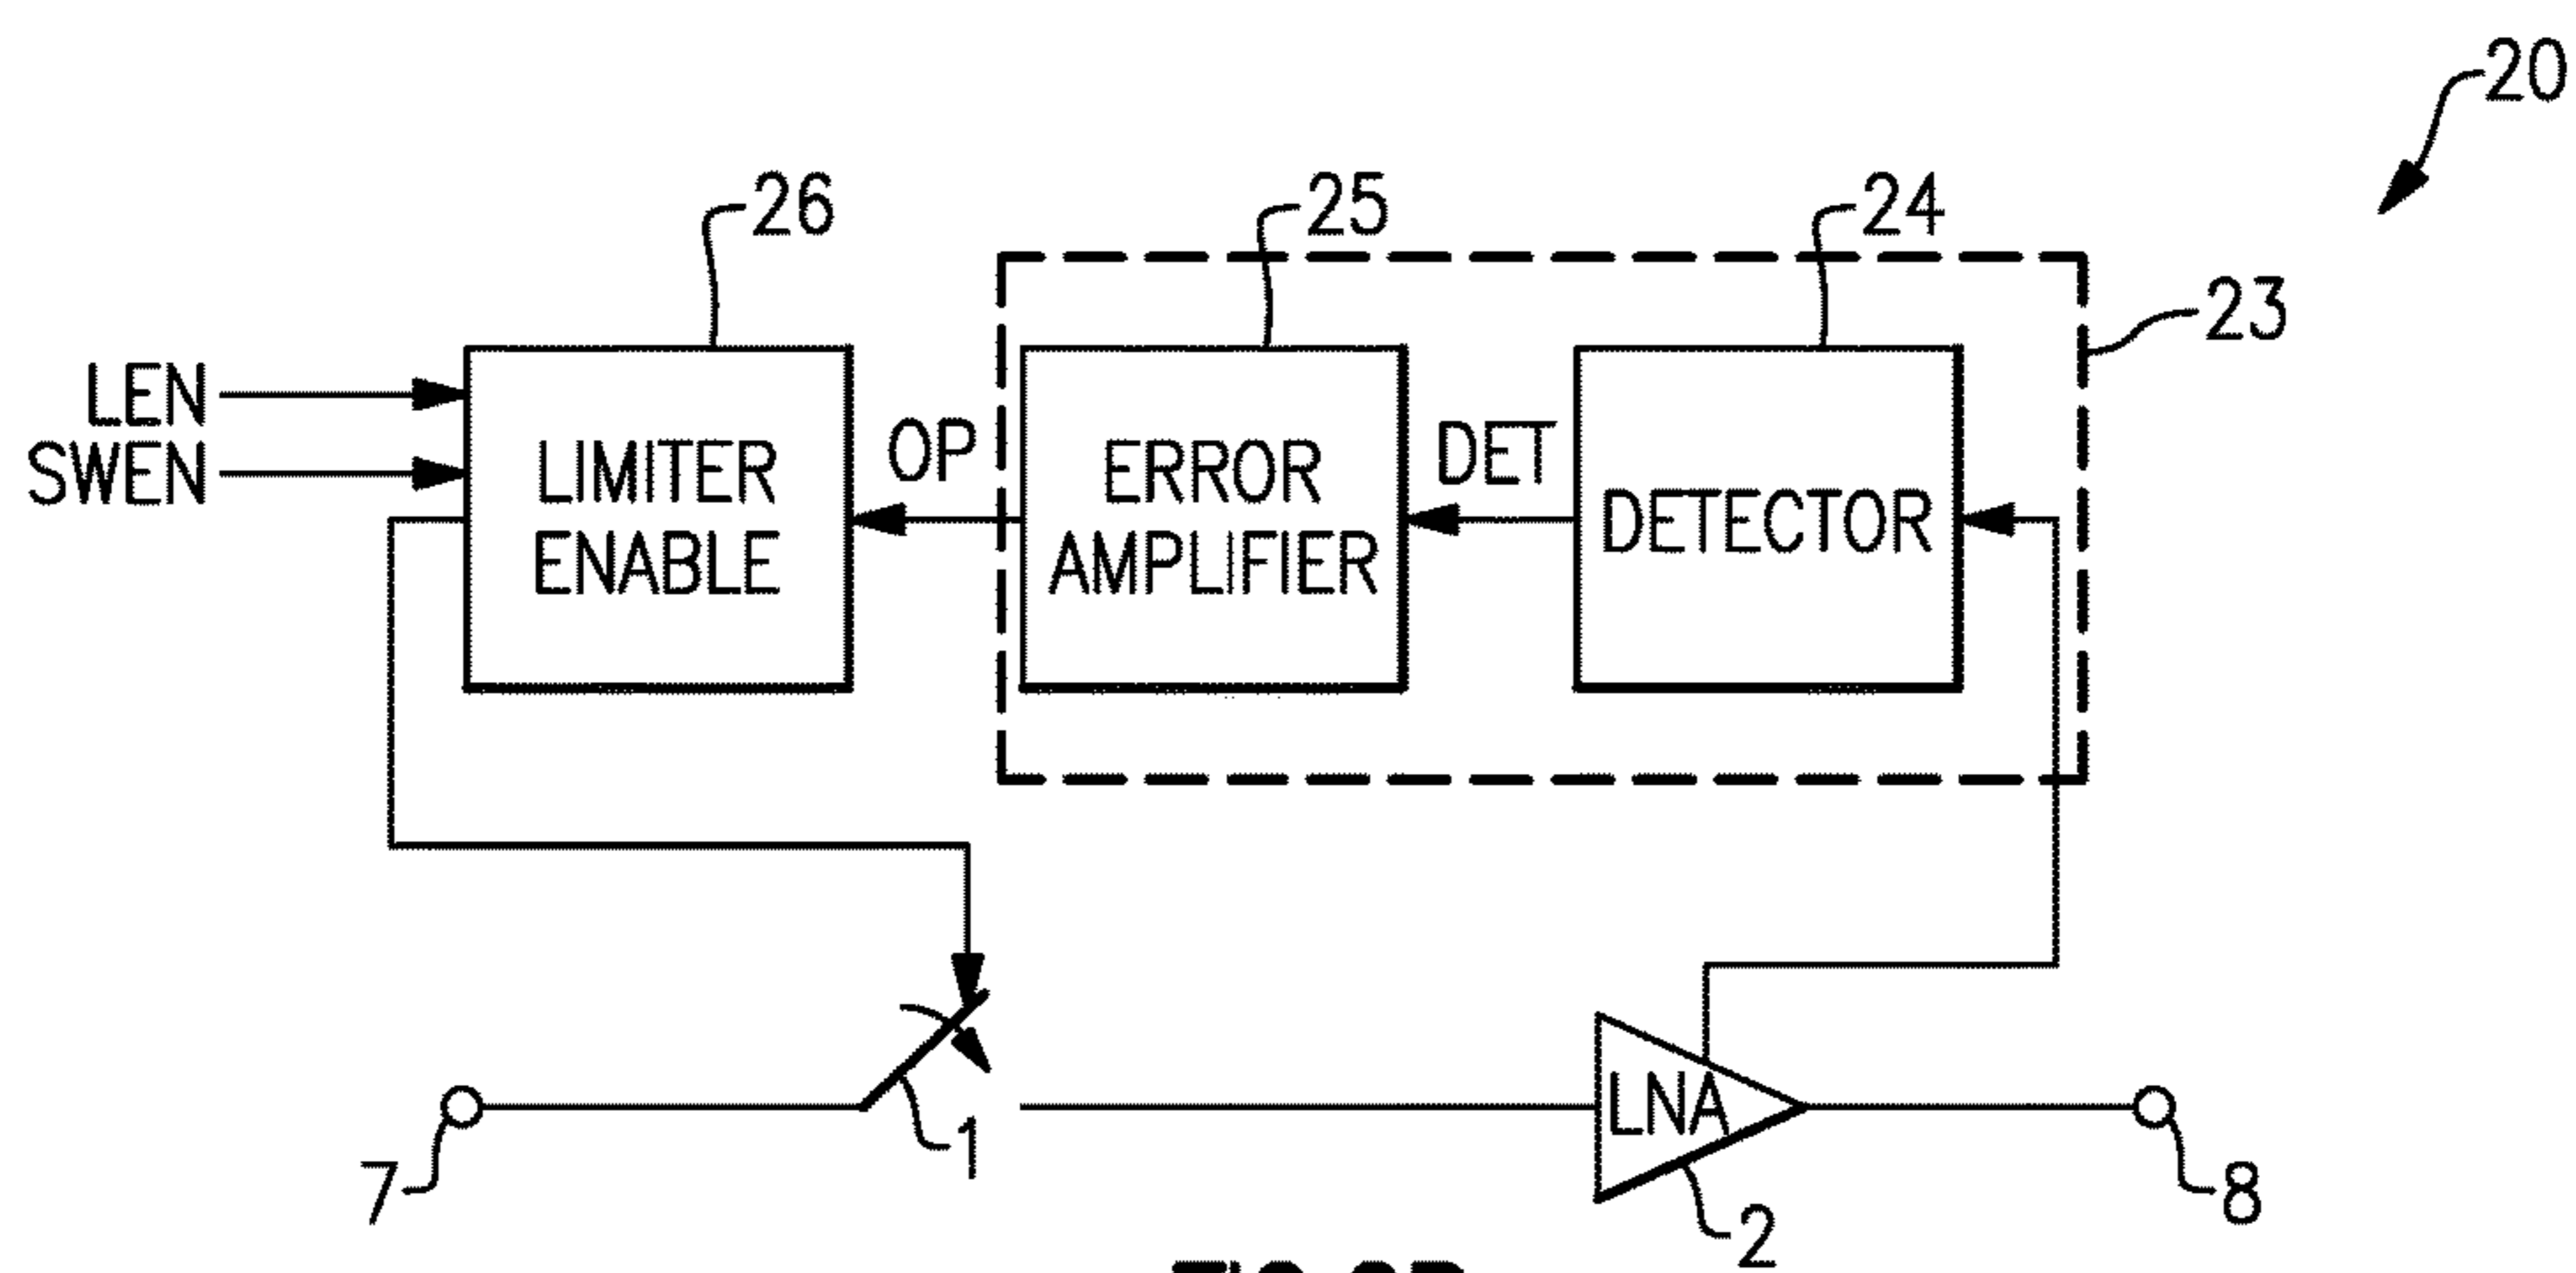 20
26
25
24
23
LEN
SWEN
LIMITER
ENABLE
OP
ERROR
AMPLIFIER
DET
DETECTOR
1
LNA
7
2
8